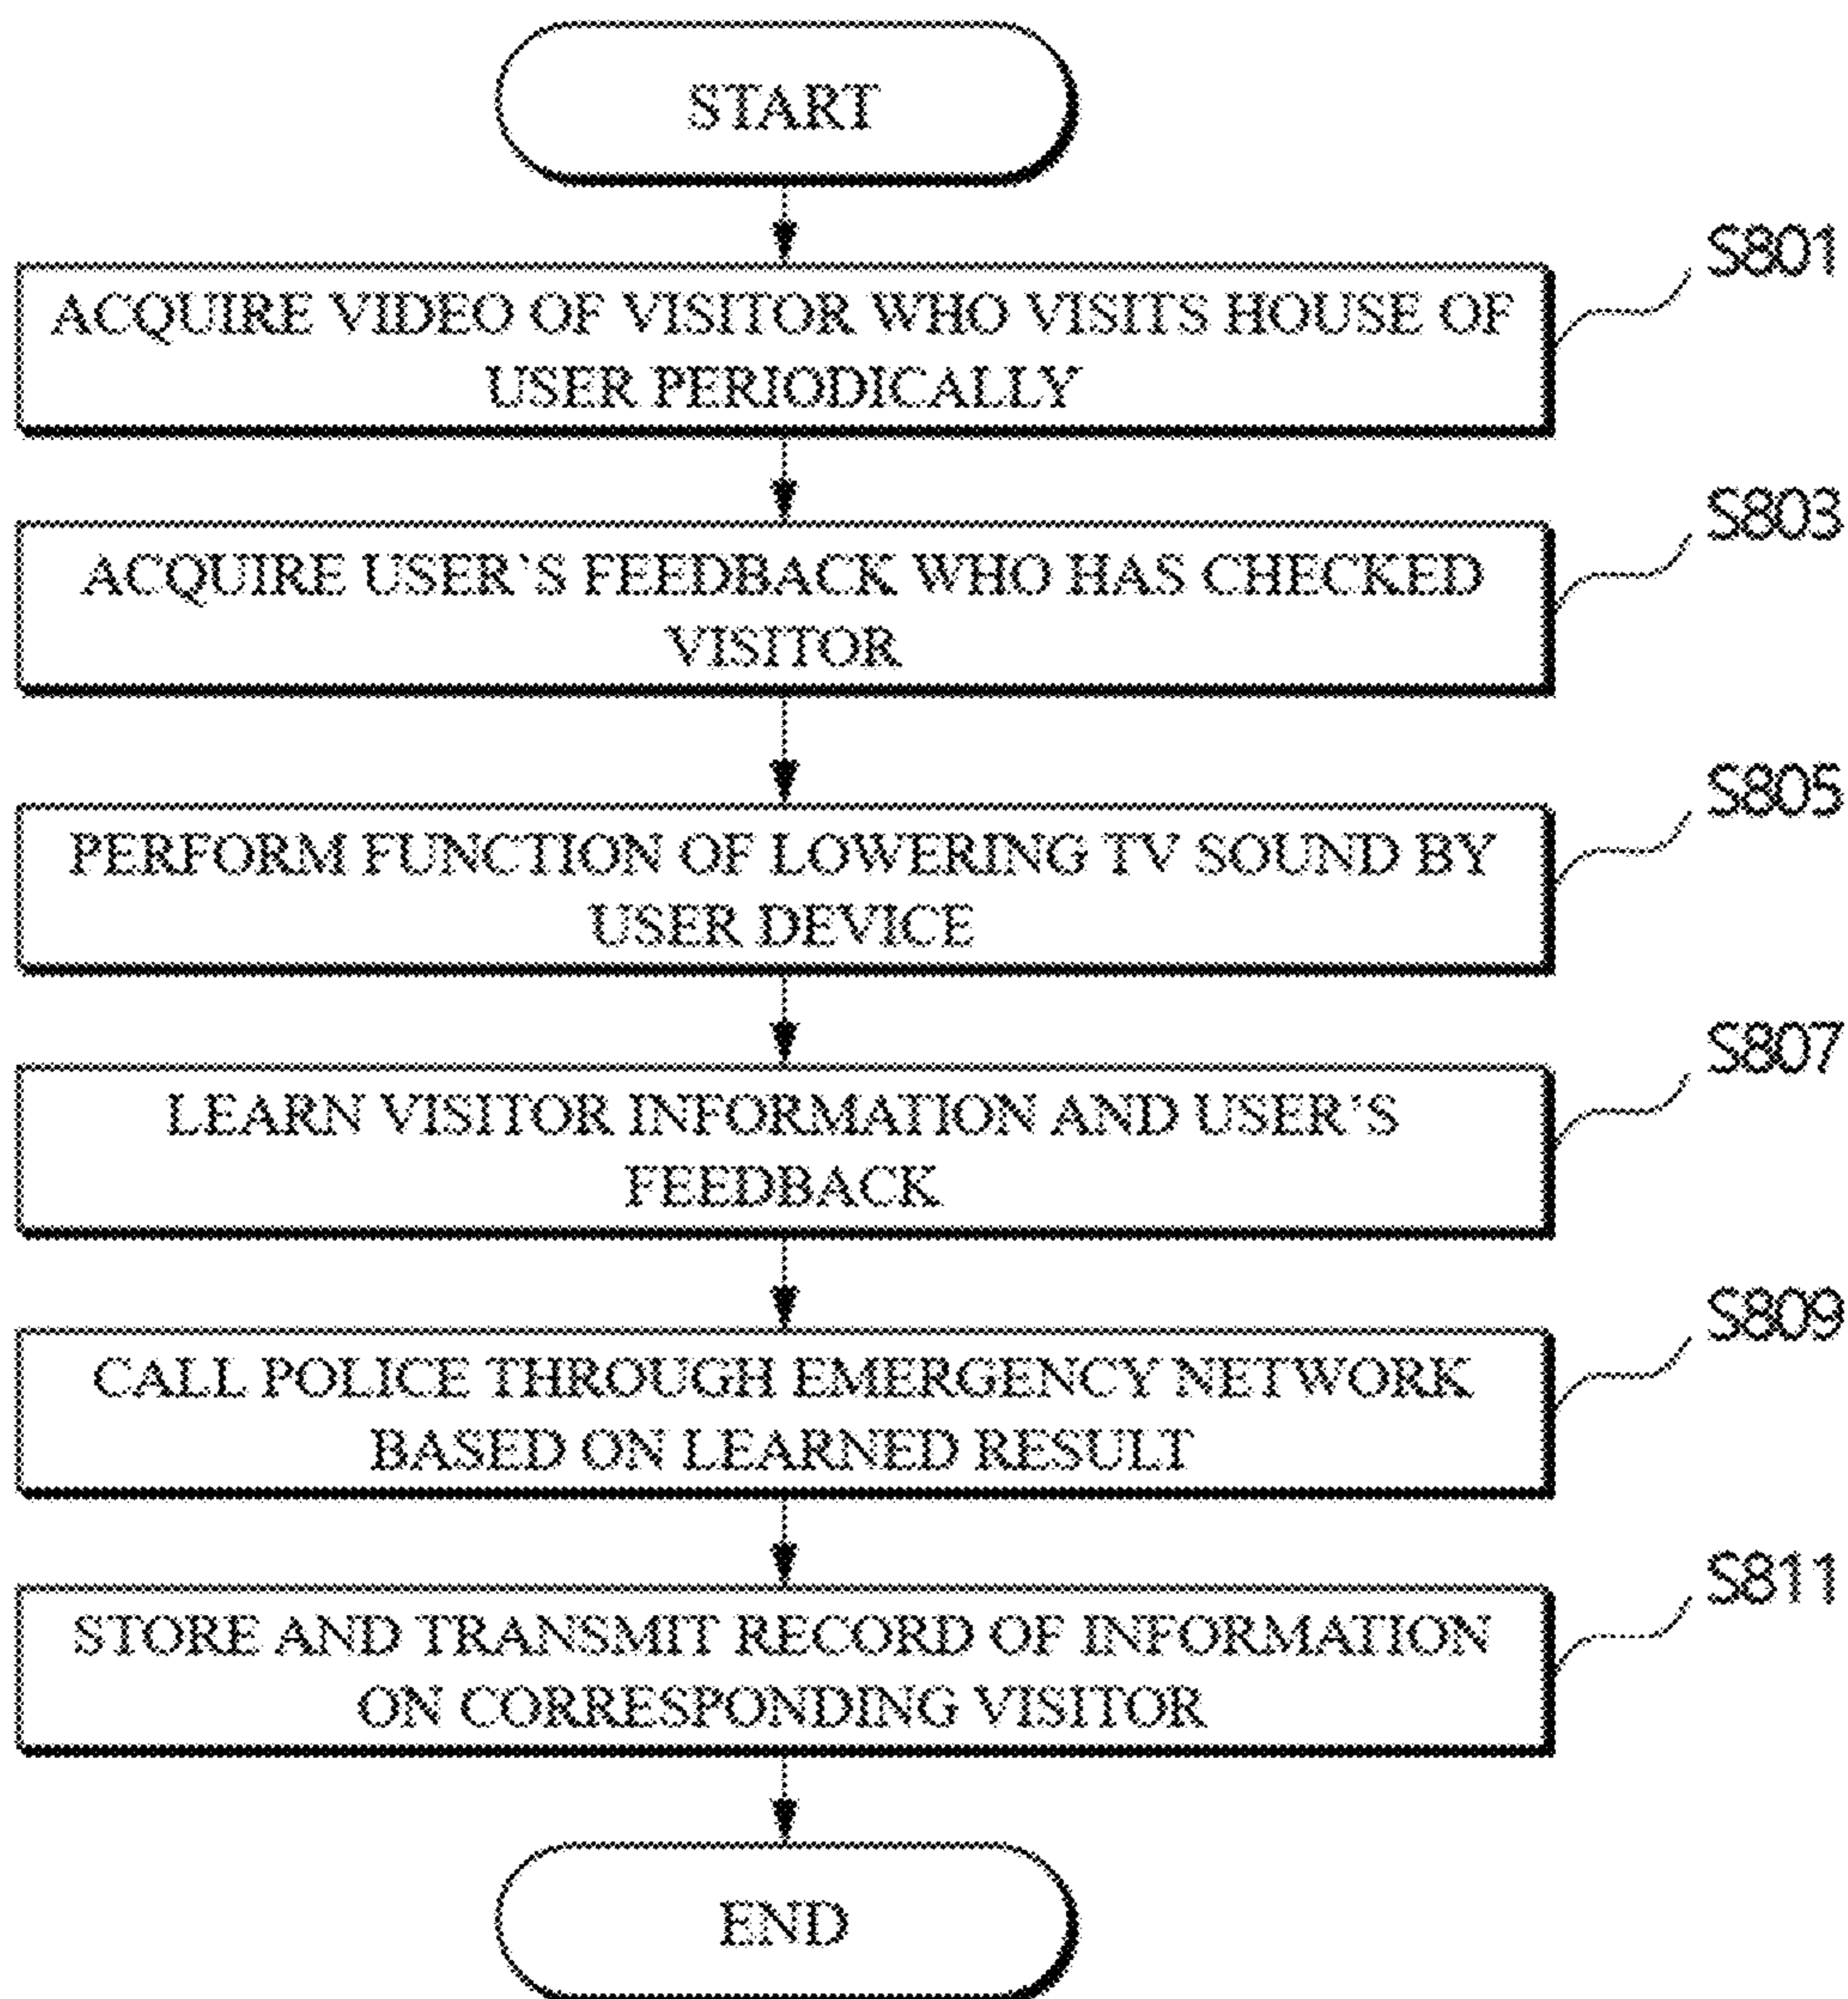 START
S801
ACQUIRE VIDEO OF VISITOR WHO VISITS HOUSE OF
USER PERIODICALLY
S803
ACQUIRE USER`S FEEDBACK WHO HAS CHECKED
VISITOR
S805
PERFORM FUNCTION OF LOWERING TV SOUND BY
USER DEVICE
S807
LEARN VISITOR INFORMATION AND USER`S
FEEDBACK
S809
CALL POLICE THROUGH EMERGENCY NETWORK
BASED ON LEARNED RESULT
S811
STORE AND TRANSMIT RECORD OF INFORMATION
ON CORRESPONDING VISITOR
END